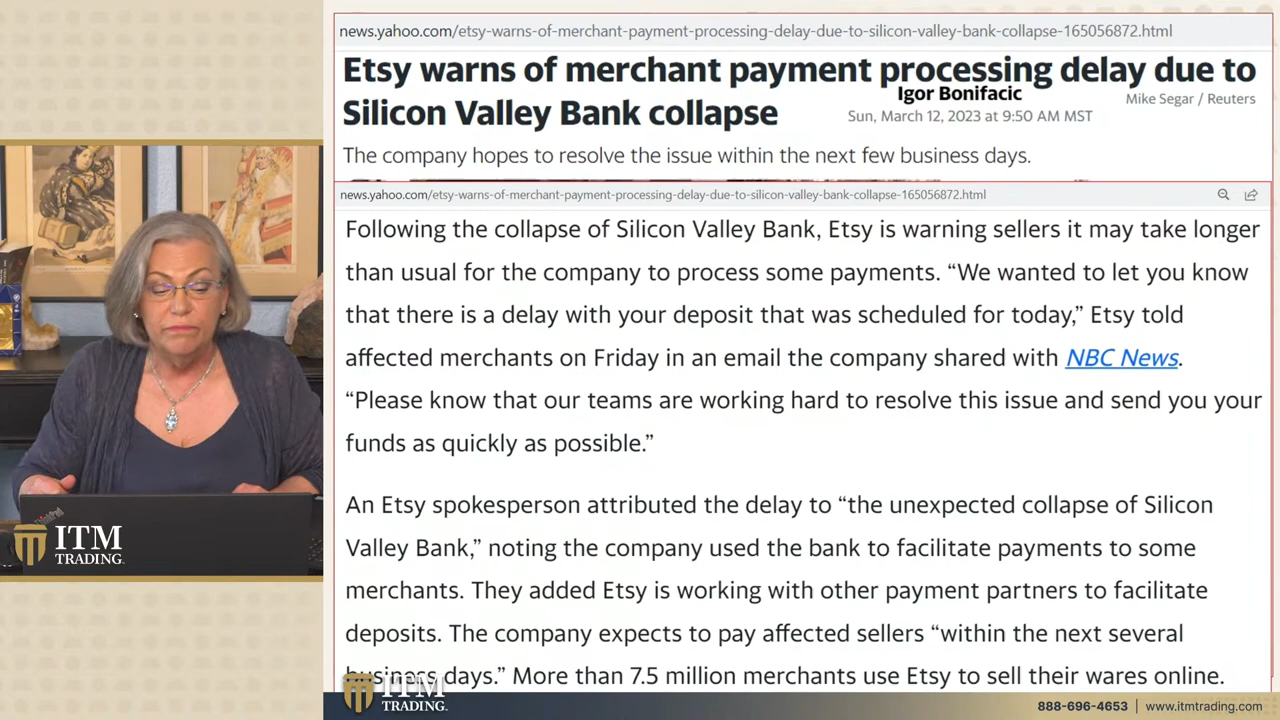 news.yahoo.com/etsy-warns-of-merchant-payment-processing-delay-due-to-silicon-valley-bank-collapse-165056872.html
Etsy warns of merchant payment processing delay due to
Silicon Valley Bank collapse
Igor Bonifacic
Mike Segar / Reuters
Sun, March 12, 2023 at 9:50 AM MST
The company hopes to resolve the issue within the next few business days.
news.yahoo.com/etsy-warns-of-merchant-payment-processing-delay-due-to-silicon-valley-bank-collapse-165056872.html
Following the collapse of Silicon Valley Bank, Etsy is warning sellers it may take longer
than usual for the company to process some payments. “We wanted to let you know
that there is a delay with your deposit that was scheduled for today,” Etsy told
affected merchants on Friday in an email the company shared with NBC News.
“Please know that our teams are working hard to resolve this issue and send you your
funds as quickly as possible.”
An Etsy spokesperson attributed the delay to “the unexpected collapse of Silicon
Valley Bank,” noting the company used the bank to facilitate payments to some
merchants. They added Etsy is working with other payment partners to facilitate
deposits. The company expects to pay affected sellers “within the next several
business days.” More than 7.5 million merchants use Etsy to sell their wares online.
ThinkPad
ITM
TRADING
ITM
TRADING
888-696-4653 | www.itmtrading.com